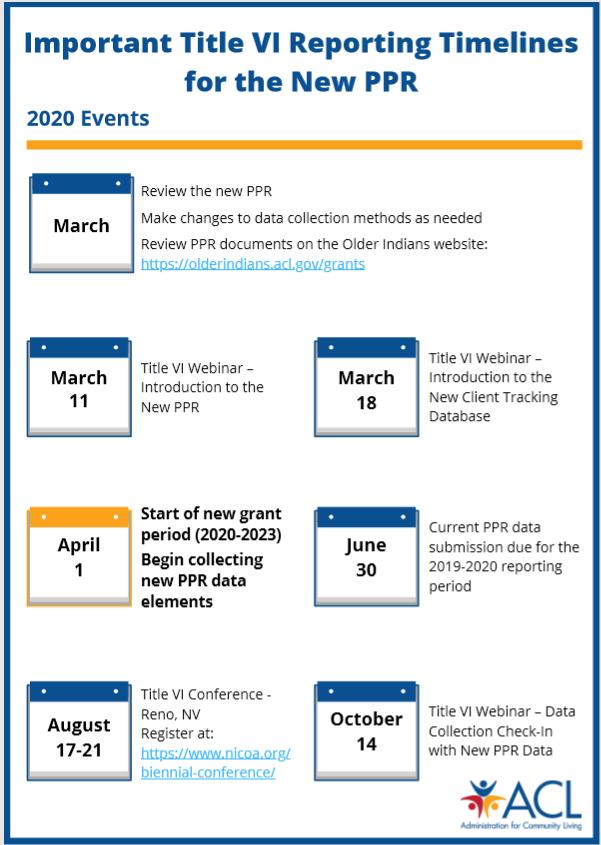 Important Title VI Reporting Timelines
for the New PPR
2020 Events
March
Review the new PPR
Make changes to data collection methods as needed
Review PPR documents on the Older Indians website:
https://olderindians.acl.gov/grants
March
11
Title VI Webinar –
Introduction to the
New PPR
March
18
Title VI Webinar –
Introduction to the
New Client Tracking
Database
April
1
Start of new grant
period (2020-2023)
Begin collecting
new PPR data
elements
June
30
Current PPR data
submission due for the
2019-2020 reporting
period
August
17-21
Title VI Conference -
Reno, NV
Register at:
https://www.nicoa.org/
biennial-conference/
October
14
Title VI Webinar – Data
Collection Check-In
with New PPR Data
ACL
Administration for Community Living